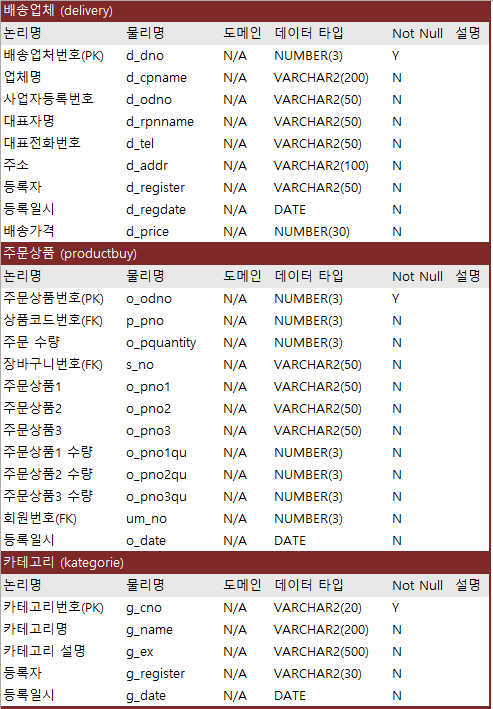 배송업체 (delivery)
논리명 물리명 도메인 데이터 타입 Not Null 설명
배송업처번호(PK) d_dno N/A NUMBER(3) Y
업체명 d_cpname N/A VARCHAR2(200) N
사업자등록번호 d_odno N/A VARCHAR2(50) N
대표자명 d_rpnname N/A VARCHAR2(50) N
대표전화번호 d_tel N/A VARCHAR2(50) N
주소 d_addr N/A VARCHAR2(100) N
등록자 d_register N/A VARCHAR2(50) N
등록일시 d_regdate N/A DATE N
배송가격 d_price N/A NUMBER(30) N
주문상품 (productbuy)
논리명 물리명 도메인 데이터 타입 Not Null 설명
주문상품번호(PK) o_odno N/A NUMBER(3) Y
상품코드번호(FK) p_pno N/A NUMBER(3) N
주문 수량 o_pquantity N/A NUMBER(3) N
장바구니번호(FK) s_no N/A VARCHAR2(50) N
주문상품1 o_pno1 N/A VARCHAR2(50) N
주문상품2 o_pno2 N/A VARCHAR2(50) N
주문상품3 o_pno3 N/A VARCHAR2(50) N
주문상품1 수량 o_pno1qu N/A NUMBER(3) N
주문상품2 수량 o_pno2qu N/A NUMBER(3) N
주문상품3 수량 o_pno3qu N/A NUMBER(3) N
회원번호(FK) um_no N/A NUMBER(3) N
등록일시 o_date N/A DATE N
카테고리 (kategorie)
논리명 물리명 도메인 데이터 타입 Not Null 설명
카테고리번호(PK) g_cno N/A VARCHAR2(20) Y
카테고리명 g_name N/A VARCHAR2(200) N
카테고리 설명 g_ex N/A VARCHAR2(500) N
등록자 g_register N/A VARCHAR2(30) N
등록일시 g_date N/A DATE N